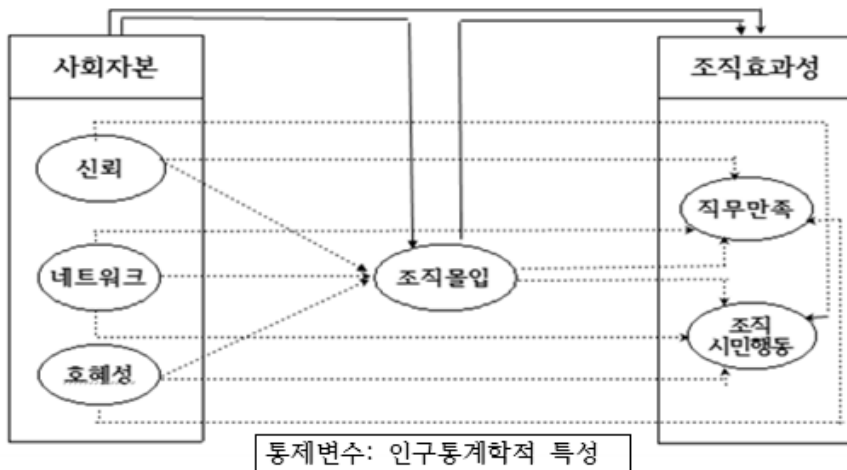 사회자본
조직효과성
신뢰
직무만족
네트워크
조직몰입
조직
시민행동
호혜성
통제변수: 인구통계학적 특성